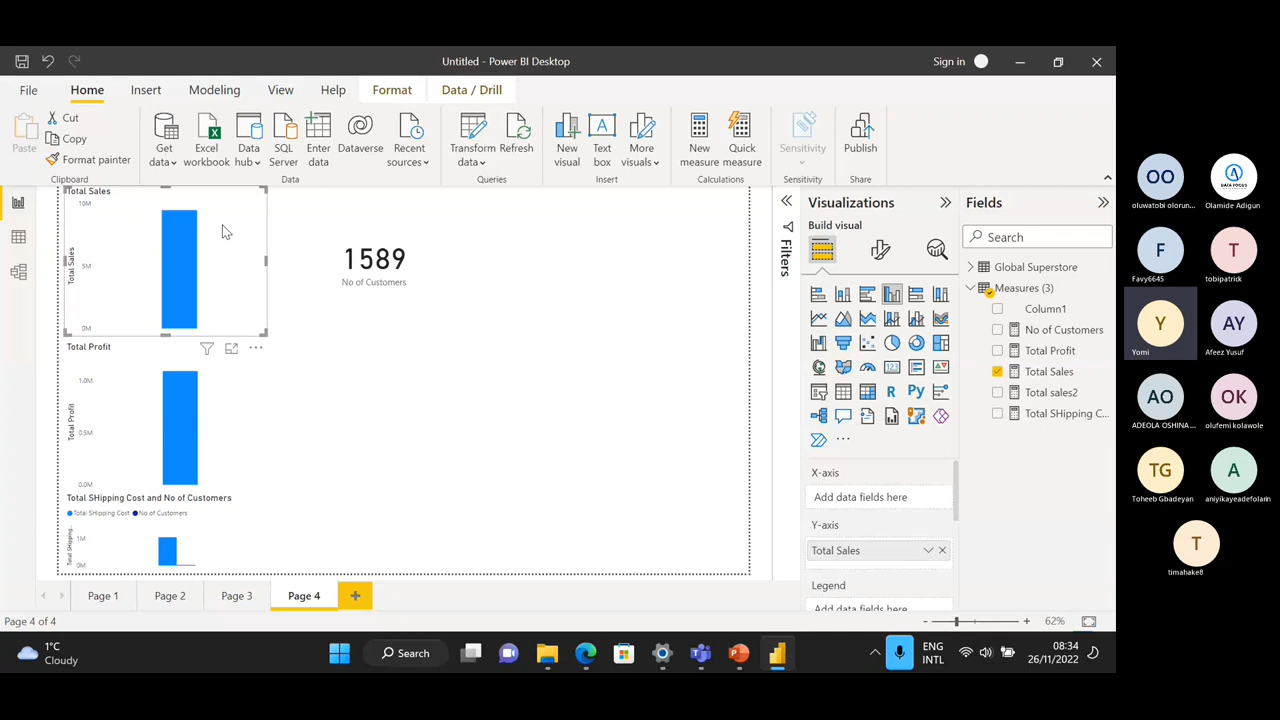 Untitled - Power BI Desktop
Sign in
File
Home
Insert
Modeling
View
Help
Format
Data / Drill
Paste
Cut
Copy
Format painter
Get data
Excel workbook
Data hub
SQL Server
Enter data
Dataverse
Recent sources
Transform data
Refresh
New visual
Text box
More visuals
New measure
Quick measure
Sensitivity
Publish
Clipboard
Data
Queries
Insert
Calculations
Sensitivity
Share
Total Sales
10M
5M
0M
Total Sales
1589
No of Customers
Total Profit
1.0M
0.5M
0.0M
Total Profit
Total SHipping Cost and No of Customers
Total SHipping Cost
No of Customers
Total SHipping...
1M
0M
Filters
Visualizations
Build visual
R
Py
X-axis
Add data fields here
Y-axis
Total Sales
Legend
Add data fields here
Fields
Search
Global Superstore
Measures (3)
Column1
No of Customers
Total Profit
Total Sales
Total sales2
Total SHipping C...
Page 1
Page 2
Page 3
Page 4
Page 4 of 4
62%
1°C
Cloudy
Search
ENG
INTL
08:34
26/11/2022
OO
oluwatobi olorun...
DATA FOCUS
Olamide Adigun
F
Favy6645
T
tobipatrick
Y
Yomi
AY
Afeez Yusuf
AO
ADEOLA OSHINA...
OK
olufemi kolawole
TG
Toheeb Gbadeyan
A
aniyikayeadefolarin
T
timahake8